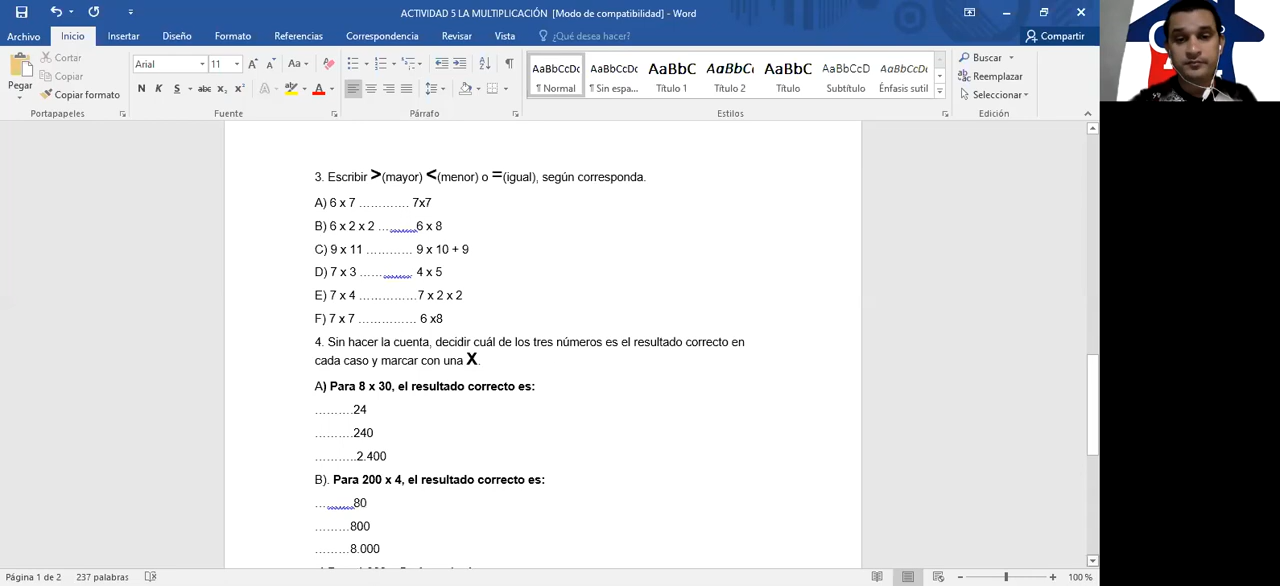 ACTIVIDAD 5 LA MULTIPLICACIÓN [Modo de compatibilidad] - Word
Archivo Inicio Insertar Diseño Formato Referencias Correspondencia Revisar Vista ¿Qué desea hacer? Compartir
Pegar
Cortar
Copiar
Copiar formato
Portapapeles
Arial 11
N K S abc x₂ x²
Fuente
Párrafo
AaBbCcDc AaBbCcDc AaBbC AaBbC AaBbC AaBbCcD AaBbCcDt
¶ Normal ¶ Sin espa... Título 1 Título 2 Título Subtítulo Énfasis sutil
Estilos
Buscar
Reemplazar
Seleccionar
Edición
3. Escribir >(mayor) <(menor) o =(igual), según corresponda.
A) 6 x 7 …………. 7x7
B) 6 x 2 x 2 ……….6 x 8
C) 9 x 11 ………… 9 x 10 + 9
D) 7 x 3 ………… 4 x 5
E) 7 x 4 ……………7 x 2 x 2
F) 7 x 7 …………… 6 x8
4. Sin hacer la cuenta, decidir cuál de los tres números es el resultado correcto en
cada caso y marcar con una X.
A) Para 8 x 30, el resultado correcto es:
……….24
……….240
………..2.400
B). Para 200 x 4, el resultado correcto es:
……….80
………800
………8.000
Página 1 de 2 237 palabras 100 %